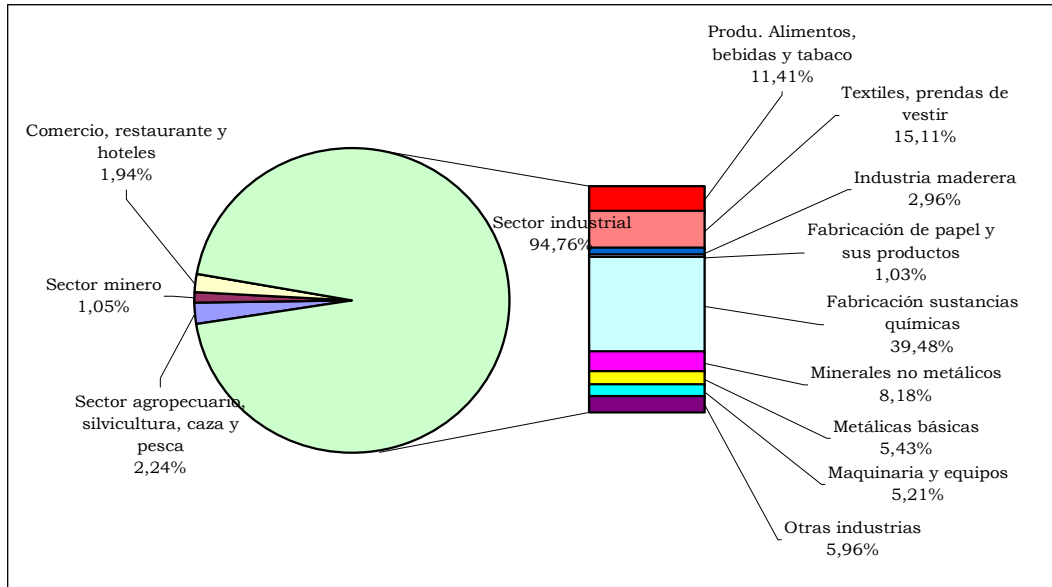 Comercio, restaurante y
hoteles
1,94%
Sector minero
1,05%
Sector agropecuario,
silvicultura, caza y
pesca
2,24%
Sector industrial
94,76%
Produ. Alimentos,
bebidas y tabaco
11,41%
Textiles, prendas de
vestir
15,11%
Industria maderera
2,96%
Fabricación de papel y
sus productos
1,03%
Fabricación sustancias
químicas
39,48%
Minerales no metálicos
8,18%
Metálicas básicas
5,43%
Maquinaria y equipos
5,21%
Otras industrias
5,96%